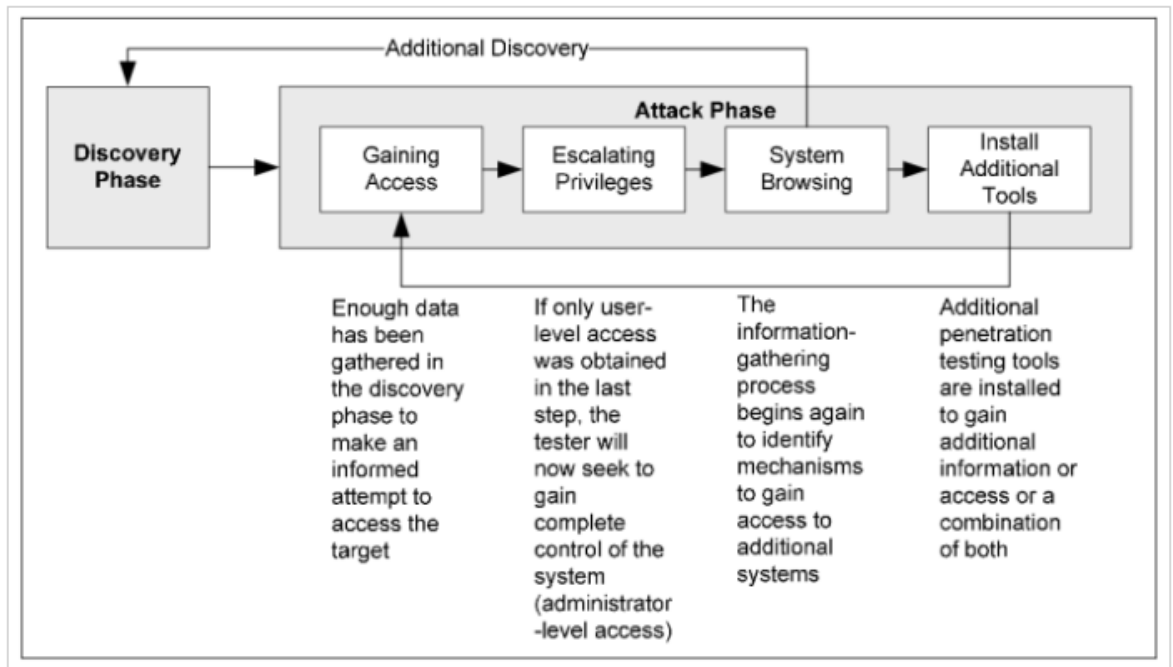 Additional Discovery
Attack Phase
Discovery
Phase
Gaining
Access
Escalating
Privileges
System
Browsing
Install
Additional
Tools
Enough data
has been
gathered in
the discovery
phase to
make an
informed
attempt to
access the
target
If only user-
level access
was obtained
in the last
step, the
tester will
now seek to
gain
complete
control of the
system
(administrator
-level access)
The
information-
gathering
process
begins again
to identify
mechanisms
to gain
access to
additional
systems
Additional
penetration
testing tools
are installed
to gain
additional
information or
access or a
combination
of both